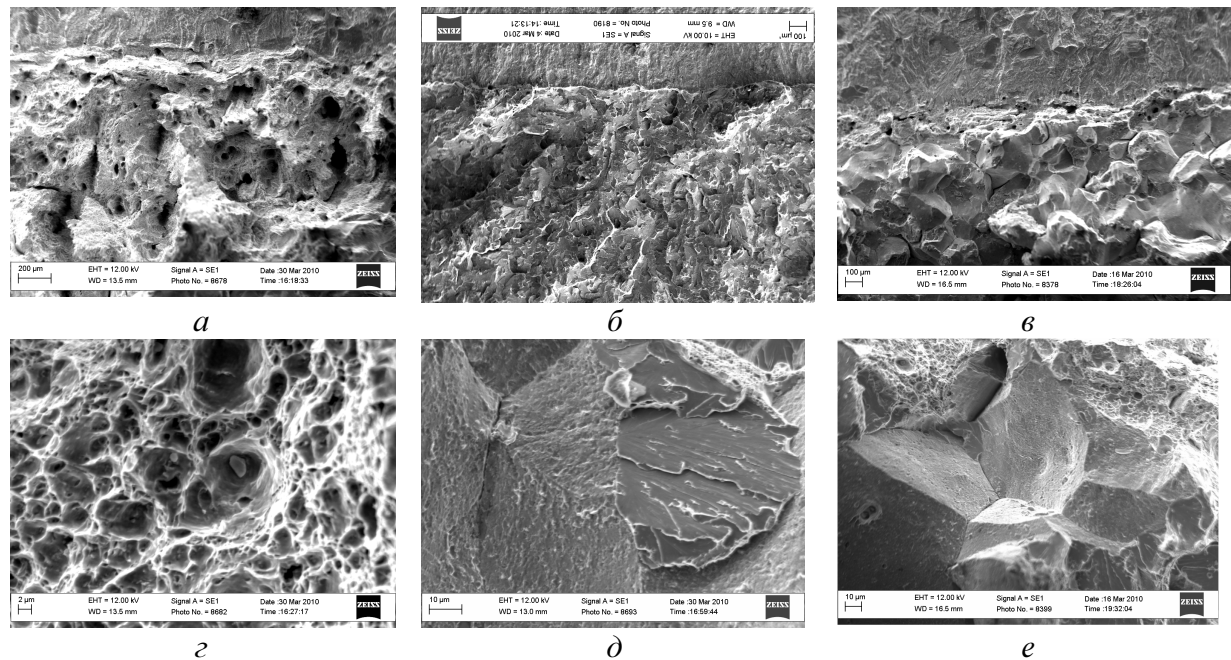 100 µm
EHT = 10.00 kV
WD = 9.5 mm
Signal A = SE1
Photo No. = 8190
Date :4 Mar 2010
Time :14:13:21
ZEISS
200 µm
EHT = 12.00 kV
WD = 13.5 mm
Signal A = SE1
Photo No. = 8678
Date :30 Mar 2010
Time :16:18:33
ZEISS
100 µm
EHT = 12.00 kV
WD = 16.5 mm
Signal A = SE1
Photo No. = 8378
Date :16 Mar 2010
Time :18:26:04
ZEISS
а
б
в
2 µm
EHT = 12.00 kV
WD = 13.5 mm
Signal A = SE1
Photo No. = 8682
Date :30 Mar 2010
Time :16:27:17
ZEISS
10 µm
EHT = 12.00 kV
WD = 13.0 mm
Signal A = SE1
Photo No. = 8693
Date :30 Mar 2010
Time :16:59:44
ZEISS
10 µm
EHT = 12.00 kV
WD = 16.5 mm
Signal A = SE1
Photo No. = 8399
Date :16 Mar 2010
Time :19:32:04
ZEISS
г
д
е